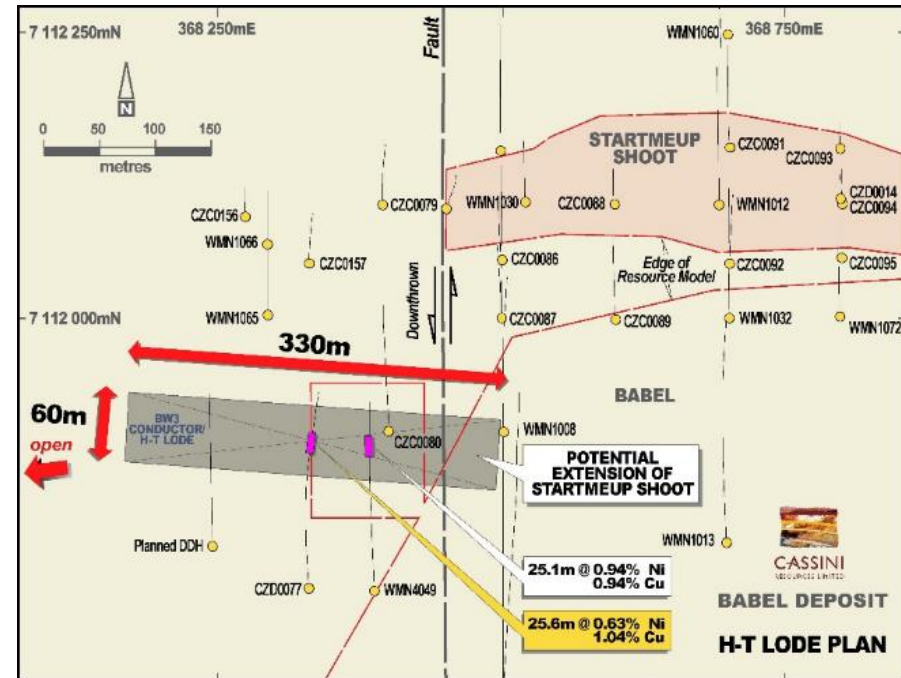 7 112 250mN
368 250mE
Fault
WMN1060
368 750mE
N
0 50 100 150
metres
STARTMEUP
SHOOT
CZC0091
CZC0093
CZC0156
CZC0079
WMN1030
CZC0088
WMN1012
CZD0014
CZC0094
WMN1066
CZC0157
CZC0086
Edge of
Resource Model
CZC0092
CZC0095
Downthrown
7 112 000mN
WMN1065
CZC0087
CZC0089
WMN1032
WMN1072
330m
60m
open
BW3
CONDUCTOR/
H-T LODE
BABEL
CZC0080
WMN1008
POTENTIAL
EXTENSION OF
STARTMEUP SHOOT
Planned DDH
WMN1013
CZD0077
WMN4049
25.1m @ 0.94% Ni
0.94% Cu
25.6m @ 0.63% Ni
1.04% Cu
CASSINI
RESOURCES LIMITED
BABEL DEPOSIT
H-T LODE PLAN